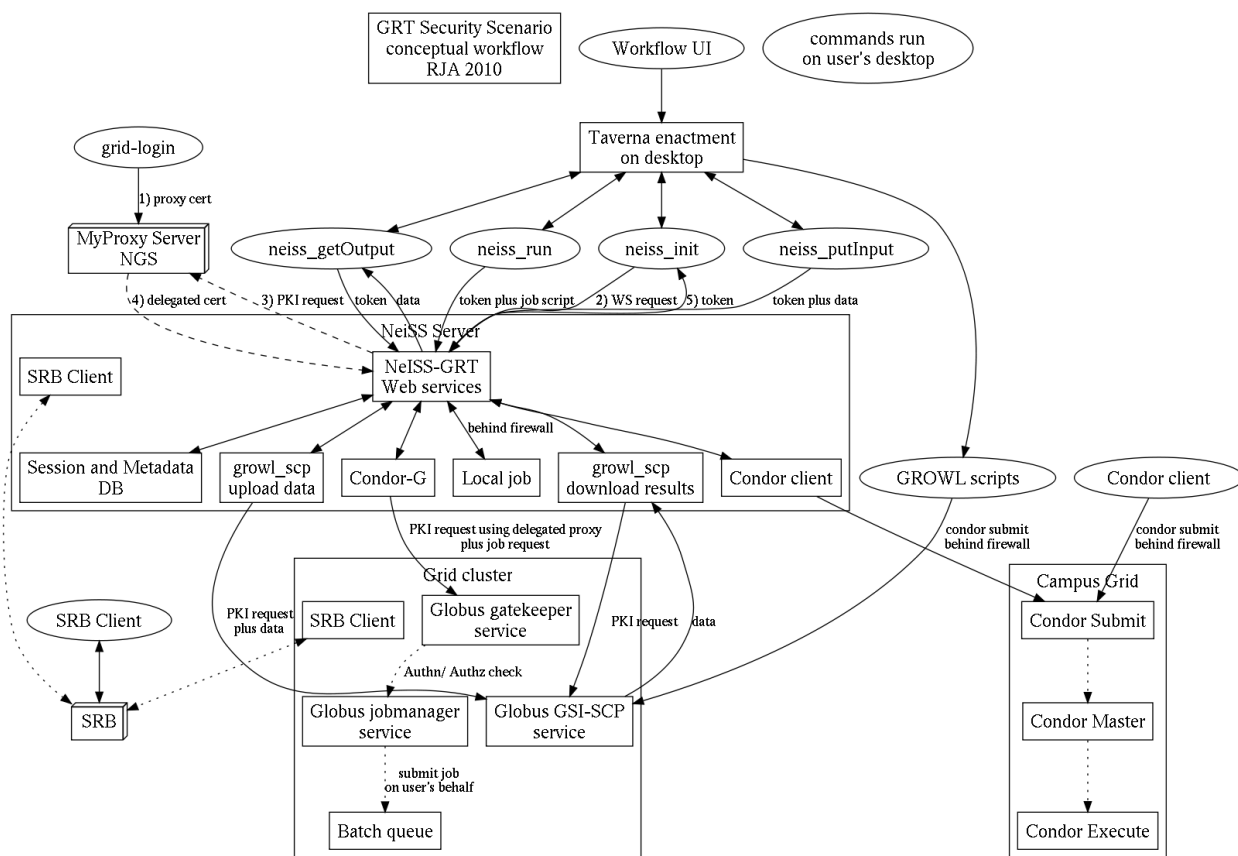 GRT Security Scenario
conceptual workflow
RJA 2010
Workflow UI
commands run
on user's desktop
Taverna enactment
on desktop
grid-login
1) proxy cert
MyProxy Server
NGS
neiss_getOutput
neiss_run
neiss_init
neiss_putInput
4) delegated cert
3) PKI request
token
data
token plus job script
2) WS request
5) token
token plus data
NeiSS Server
NeISS-GRT
Web services
SRB Client
behind firewall
Session and Metadata
DB
growl_scp
upload data
Condor-G
Local job
growl_scp
download results
Condor client
GROWL scripts
Condor client
PKI request using delegated proxy
plus job request
condor submit
behind firewall
condor submit
behind firewall
Grid cluster
Campus Grid
SRB Client
PKI request
plus data
SRB Client
Globus gatekeeper
service
PKI request
data
Condor Submit
Authn/ Authz check
SRB
Globus jobmanager
service
Globus GSI-SCP
service
Condor Master
submit job
on user's behalf
Batch queue
Condor Execute